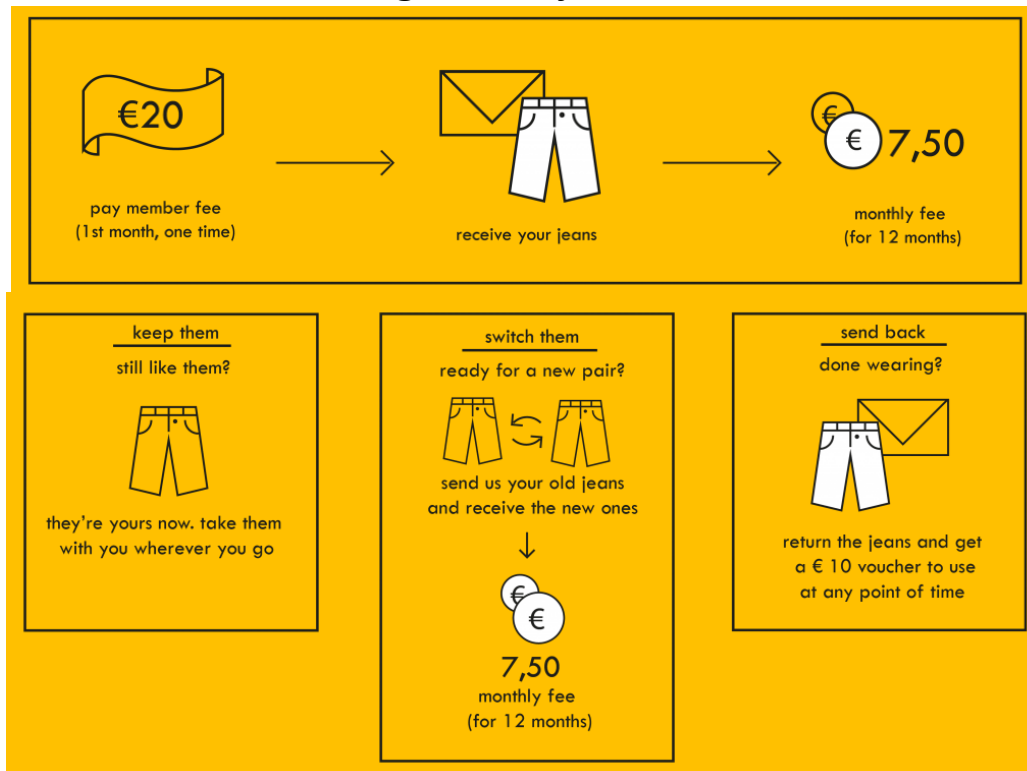 €20
pay member fee
(1st month, one time)
receive your jeans
€
€
7,50
monthly fee
(for 12 months)
keep them
still like them?
they're yours now. take them
with you wherever you go
switch them
ready for a new pair?
send us your old jeans
and receive the new ones
€
€
7,50
monthly fee
(for 12 months)
send back
done wearing?
return the jeans and get
a € 10 voucher to use
at any point of time